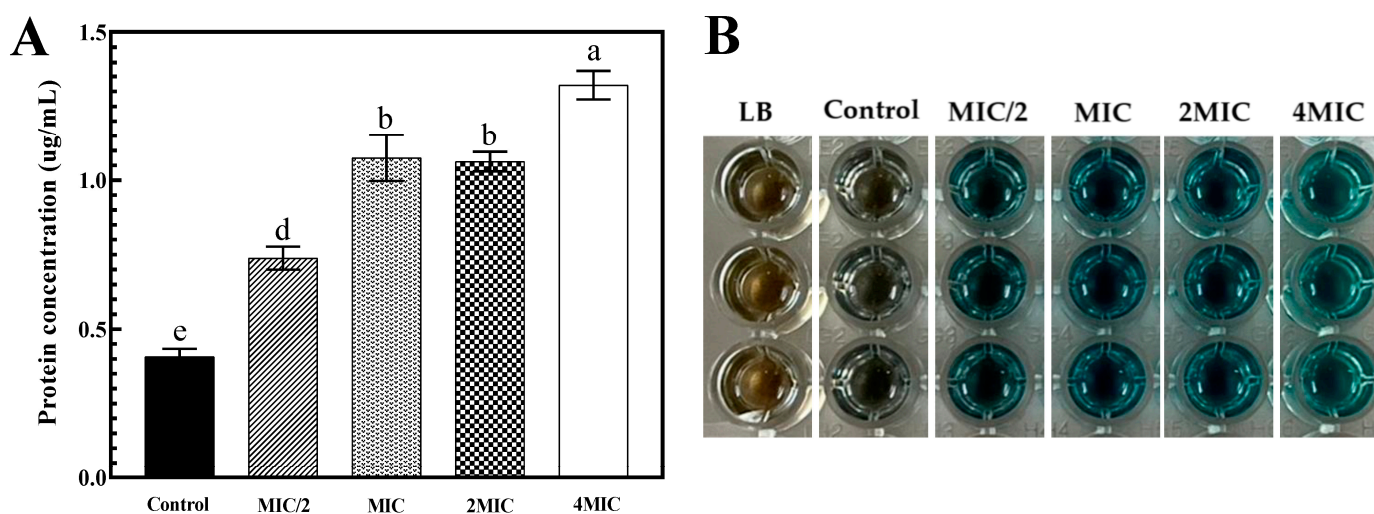 A
B
Protein concentration (ug/mL)
1.5
1.0
0.5
0.0
e
d
b
b
a
Control
MIC/2
MIC
2MIC
4MIC
LB
Control
MIC/2
MIC
2MIC
4MIC